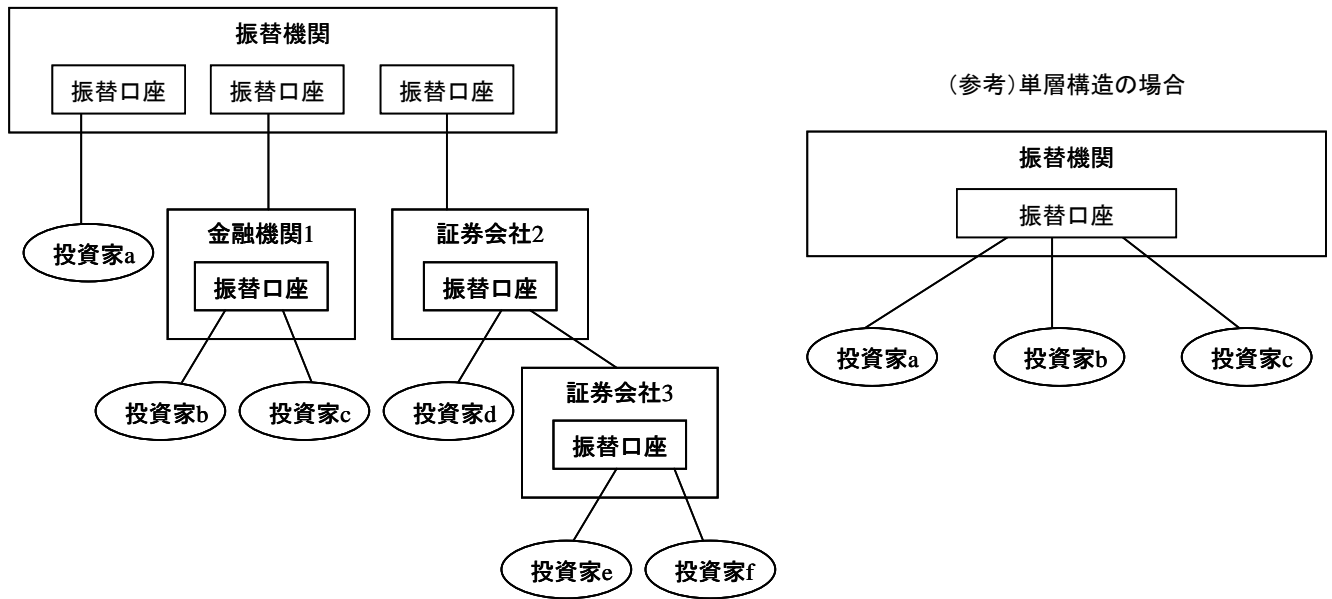 振替機関
振替口座
振替口座
振替口座
投資家a
金融機関1
振替口座
証券会社2
振替口座
投資家b
投資家c
投資家d
証券会社3
振替口座
投資家e
投資家f
（参考）単層構造の場合
振替機関
振替口座
投資家a
投資家b
投資家c